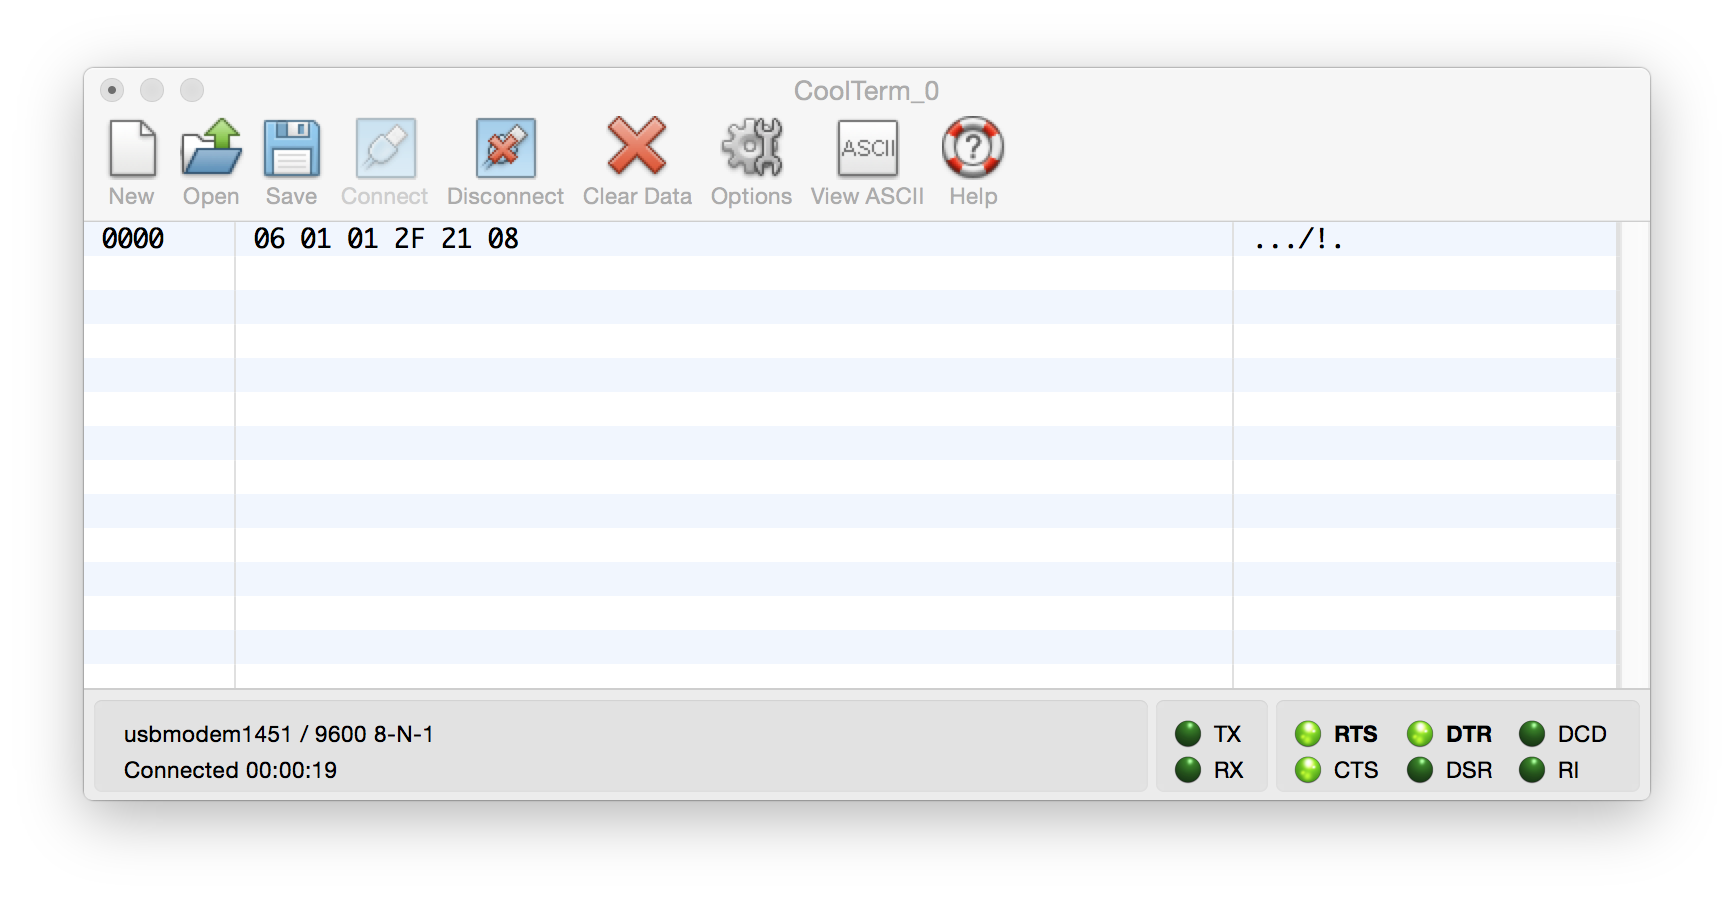 CoolTerm_0
ASCII
?
New Open Save Connect Disconnect Clear Data Options View ASCII Help
0000 06 01 01 2F 21 08 .../!.
usbmodem1451 / 9600 8-N-1
Connected 00:00:19
TX RTS DTR DCD
RX CTS DSR RI